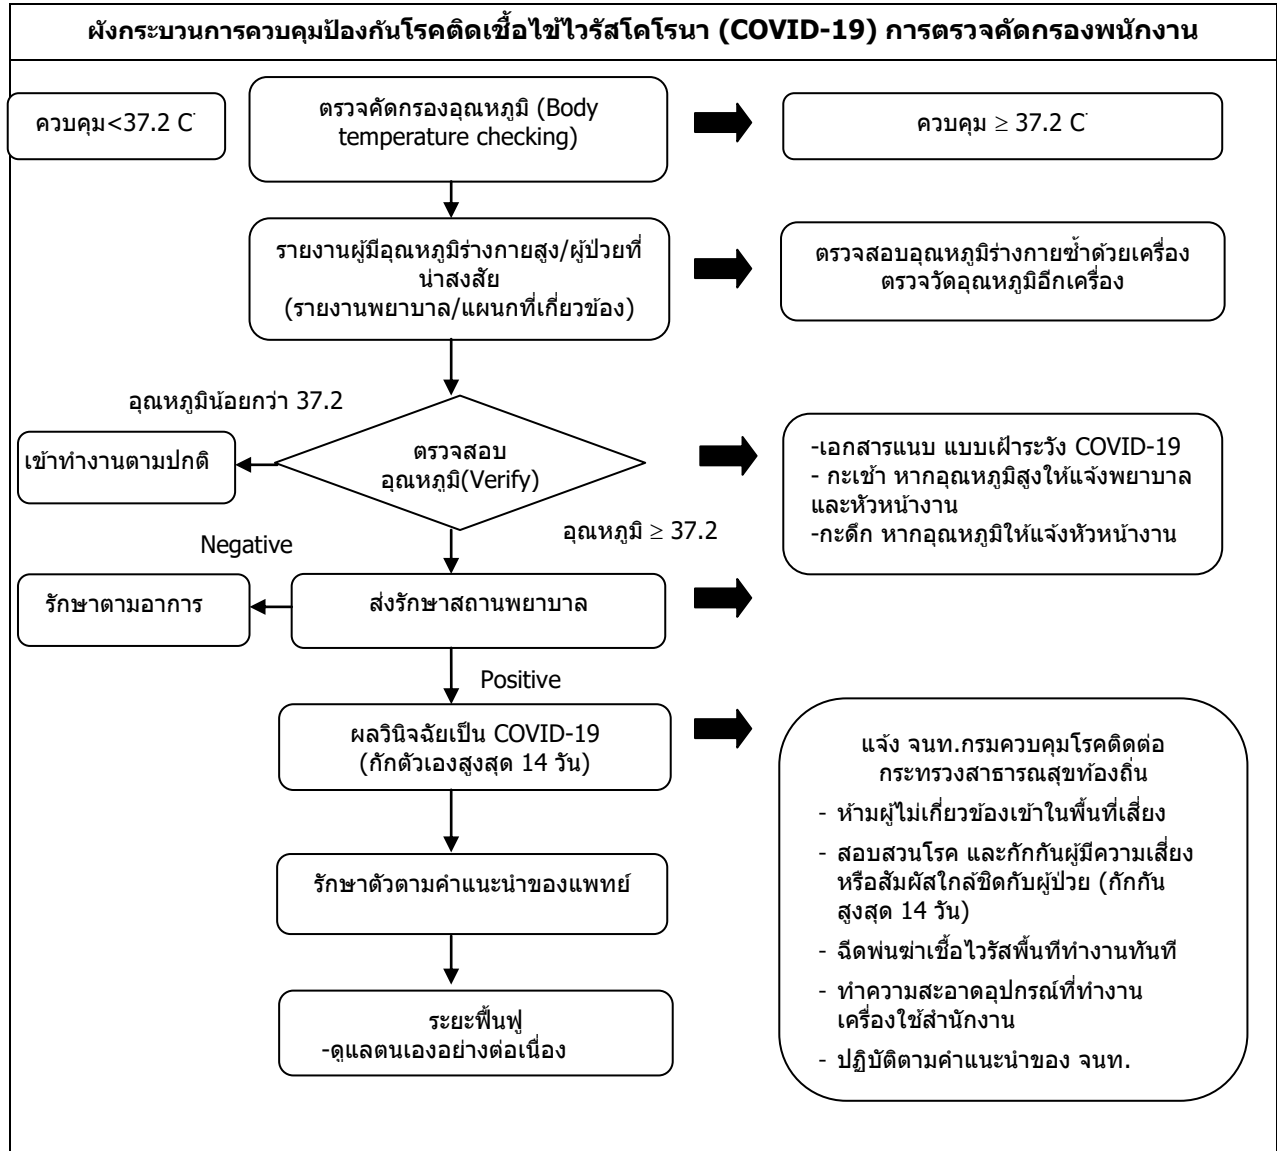 ผังกระบวนการควบคุมป้องกันโรคติดเชื้อไข้ไวรัสโคโรนา (COVID-19) การตรวจคัดกรองพนักงาน
ควบคุม<37.2 C˙
ตรวจคัดกรองอุณหภูมิ (Body
temperature checking)
ควบคุม ≥ 37.2 C˙
รายงานผู้มีอุณหภูมิร่างกายสูง/ผู้ป่วยที่
น่าสงสัย
(รายงานพยาบาล/แผนกที่เกี่ยวข้อง)
ตรวจสอบอุณหภูมิร่างกายซ้ำด้วยเครื่อง
ตรวจวัดอุณหภูมิอีกเครื่อง
อุณหภูมิน้อยกว่า 37.2
เข้าทำงานตามปกติ
ตรวจสอบ
อุณหภูมิ(Verify)
-เอกสารแนบ แบบเฝ้าระวัง COVID-19
- กะเช้า หากอุณหภูมิสูงให้แจ้งพยาบาล
และหัวหน้างาน
-กะดึก หากอุณหภูมิให้แจ้งหัวหน้างาน
อุณหภูมิ ≥ 37.2
Negative
รักษาตามอาการ
ส่งรักษาสถานพยาบาล
Positive
ผลวินิจฉัยเป็น COVID-19
(กักตัวเองสูงสุด 14 วัน)
แจ้ง จนท.กรมควบคุมโรคติดต่อ
กระทรวงสาธารณสุขท้องถิ่น
- ห้ามผู้ไม่เกี่ยวข้องเข้าในพื้นที่เสี่ยง
- สอบสวนโรค และกักกันผู้มีความเสี่ยง
หรือสัมผัสใกล้ชิดกับผู้ป่วย (กักกัน
สูงสุด 14 วัน)
- ฉีดพ่นฆ่าเชื้อไวรัสพื้นที่ทำงานทันที
- ทำความสะอาดอุปกรณ์ที่ทำงาน
เครื่องใช้สำนักงาน
- ปฏิบัติตามคำแนะนำของ จนท.
รักษาตัวตามคำแนะนำของแพทย์
ระยะฟื้นฟู
-ดูแลตนเองอย่างต่อเนื่อง